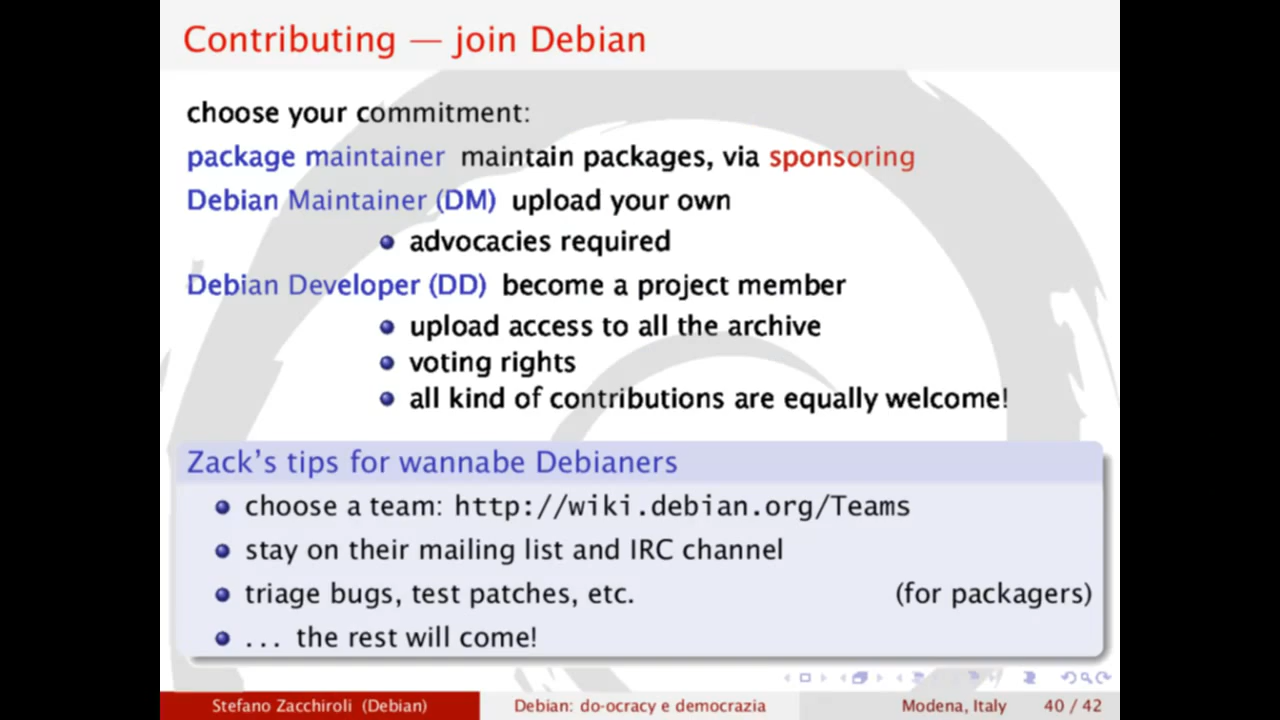 Contributing — join Debian
choose your commitment:
package maintainer maintain packages, via sponsoring
Debian Maintainer (DM) upload your own
advocacies required
Debian Developer (DD) become a project member
upload access to all the archive
voting rights
all kind of contributions are equally welcome!
Zack's tips for wannabe Debianers
choose a team: http://wiki.debian.org/Teams
stay on their mailing list and IRC channel
triage bugs, test patches, etc. (for packagers)
... the rest will come!
Stefano Zacchiroli (Debian) Debian: do-ocracy e democrazia Modena, Italy 40 / 42